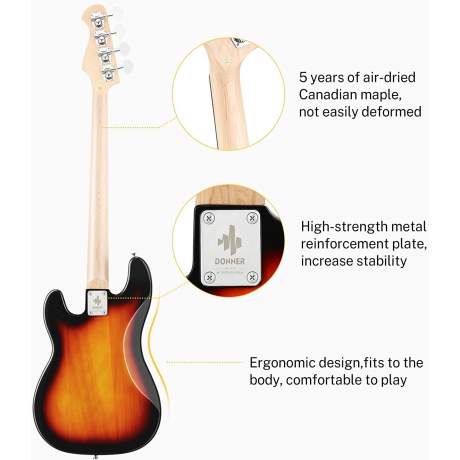 5 years of air-dried
Canadian maple,
not easily deformed
DONNER
High-strength metal
reinforcement plate,
increase stability
Ergonomic design,fits to the
body, comfortable to play